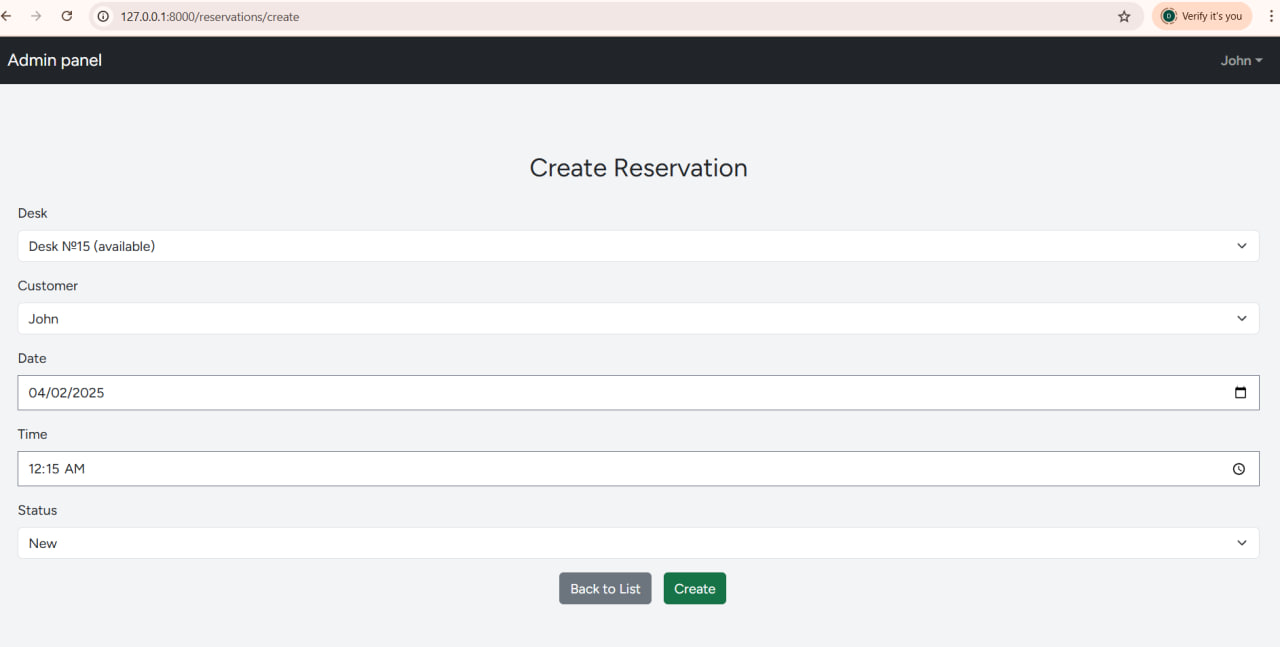 127.0.0.1:8000/reservations/create
Verify it's you
Admin panel
John
Create Reservation
Desk
Desk №15 (available)
Customer
John
Date
04/02/2025
Time
12:15 AM
Status
New
Back to List
Create